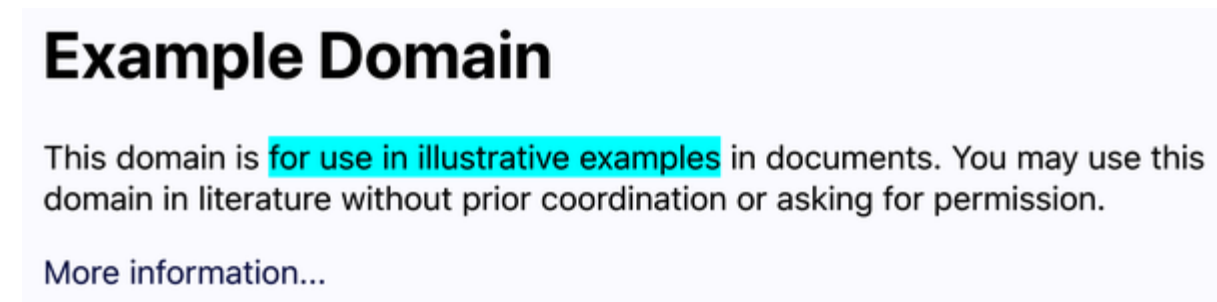 Example Domain
This domain is for use in illustrative examples in documents. You may use this
domain in literature without prior coordination or asking for permission.
More information...